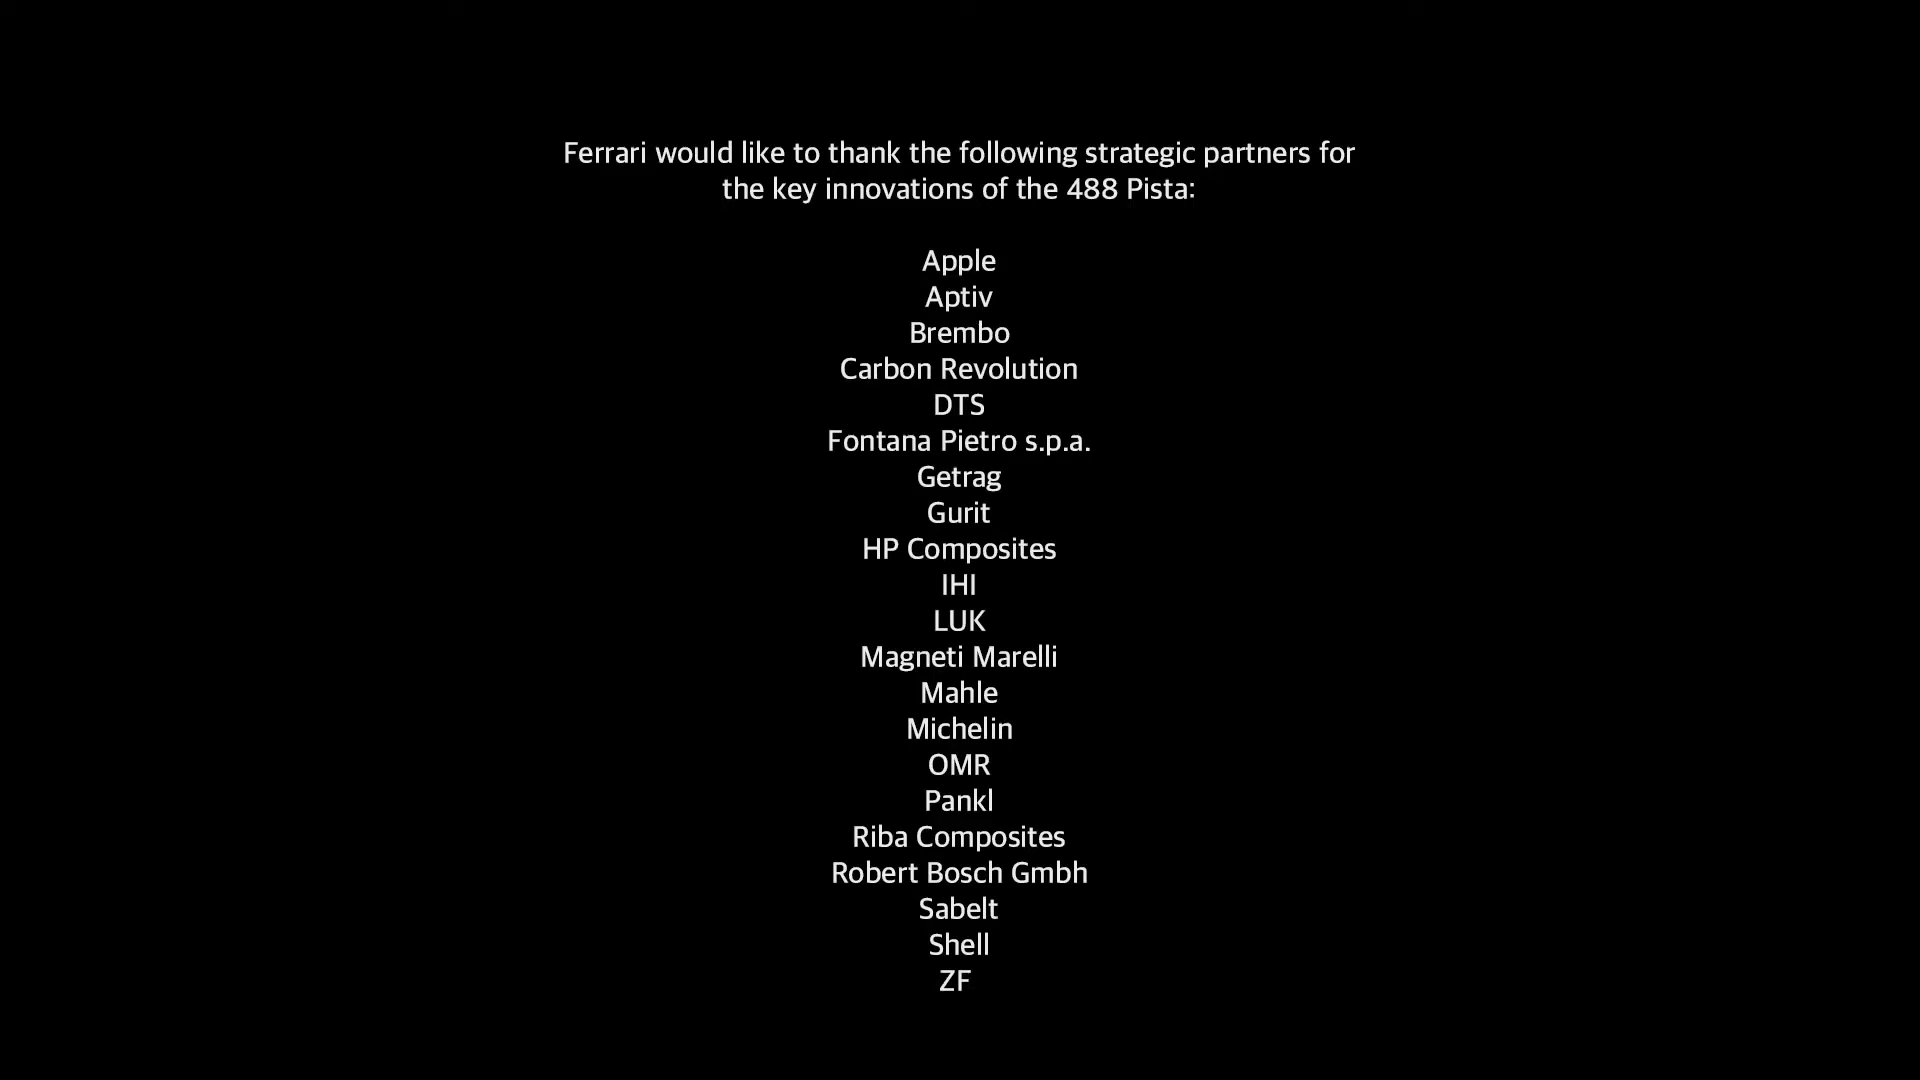 Ferrari would like to thank the following strategic partners for
the key innovations of the 488 Pista:
Apple
Aptiv
Brembo
Carbon Revolution
DTS
Fontana Pietro s.p.a.
Getrag
Gurit
HP Composites
IHI
LUK
Magneti Marelli
Mahle
Michelin
OMR
Pankl
Riba Composites
Robert Bosch Gmbh
Sabelt
Shell
ZF